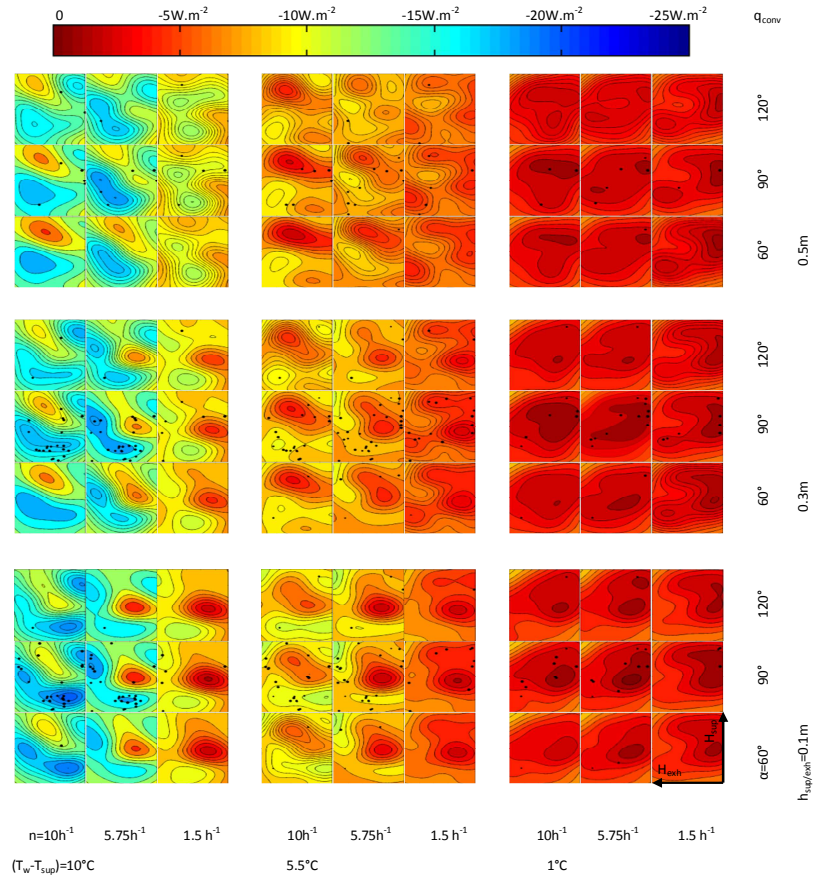 0 -5W.m⁻² -10W.m⁻² -15W.m⁻² -20W.m⁻² -25W.m⁻² q_conv
120°
90°
60°
0.5m
120°
90°
60°
0.3m
120°
90°
α=60°
h_sup/exh=0.1m
H_sup
H_exh
n=10h⁻¹ 5.75h⁻¹ 1.5 h⁻¹ 10h⁻¹ 5.75h⁻¹ 1.5 h⁻¹ 10h⁻¹ 5.75h⁻¹ 1.5 h⁻¹
(T_w-T_sup)=10°C 5.5°C 1°C